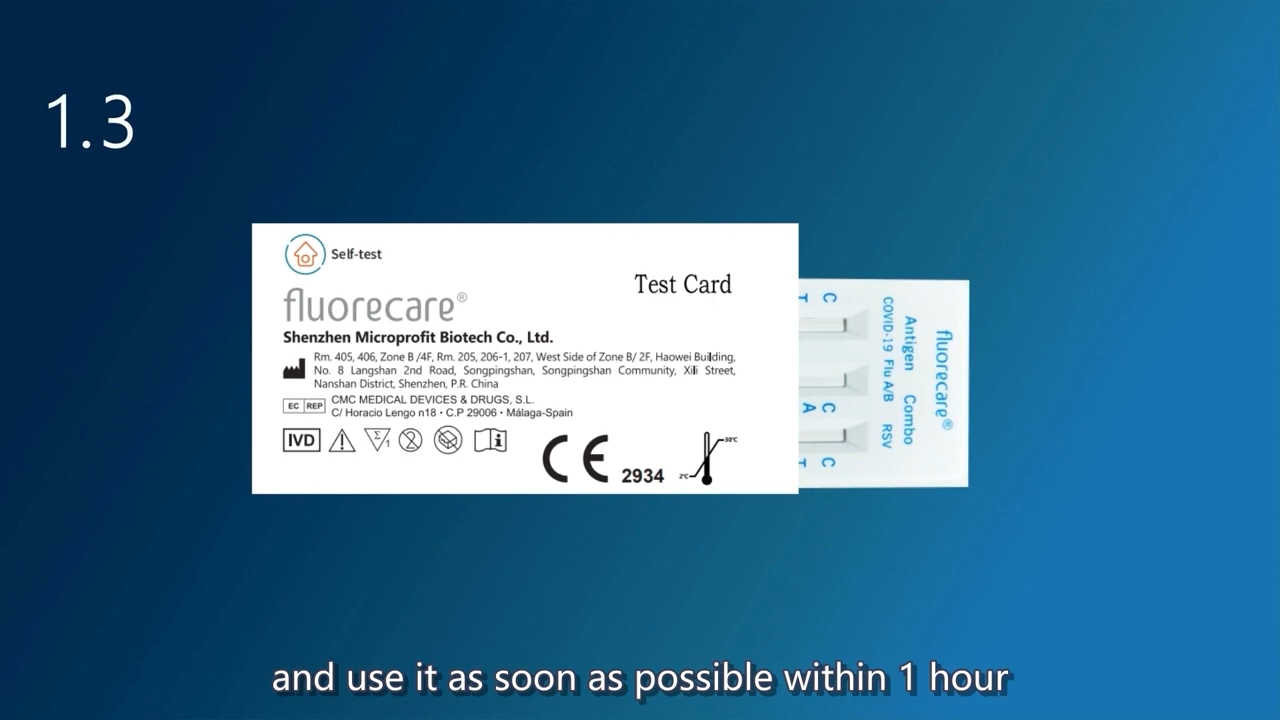 1.3
Self-test
fluorecare®
Test Card
Shenzhen Microprofit Biotech Co., Ltd.
Rm. 405, 406, Zone B /4F, Rm. 205, 206-1, 207, West Side of Zone B/ 2F, Haowei Building,
No. 8 Langshan 2nd Road, Songpingshan, Songpingshan Community, Xili Street,
Nanshan District, Shenzhen, P.R. China
EC REP
CMC MEDICAL DEVICES & DRUGS, S.L.
C/ Horacio Lengo n18 • C.P 29006 • Málaga-Spain
IVD
Σ
1
2
i
CE 2934
2°C
30°C
T C
A C
T C
COVID-19 Flu A/B RSV
Antigen Combo
fluorecare®
and use it as soon as possible within 1 hour